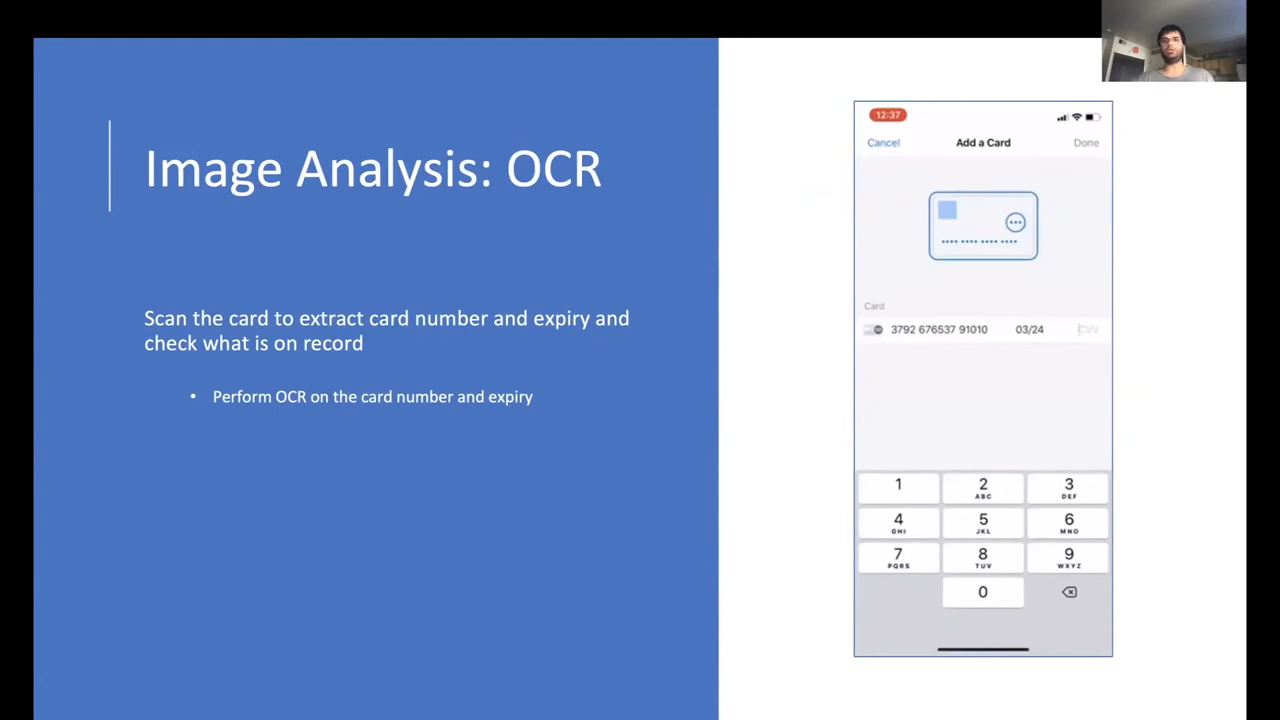 Image Analysis: OCR
Scan the card to extract card number and expiry and
check what is on record
• Perform OCR on the card number and expiry
12:37
Cancel Add a Card Done
Card
3792 676537 91010 03/24 CVV
1 2 3
ABC DEF
4 5 6
GHI JKL MNO
7 8 9
PQRS TUV WXYZ
0